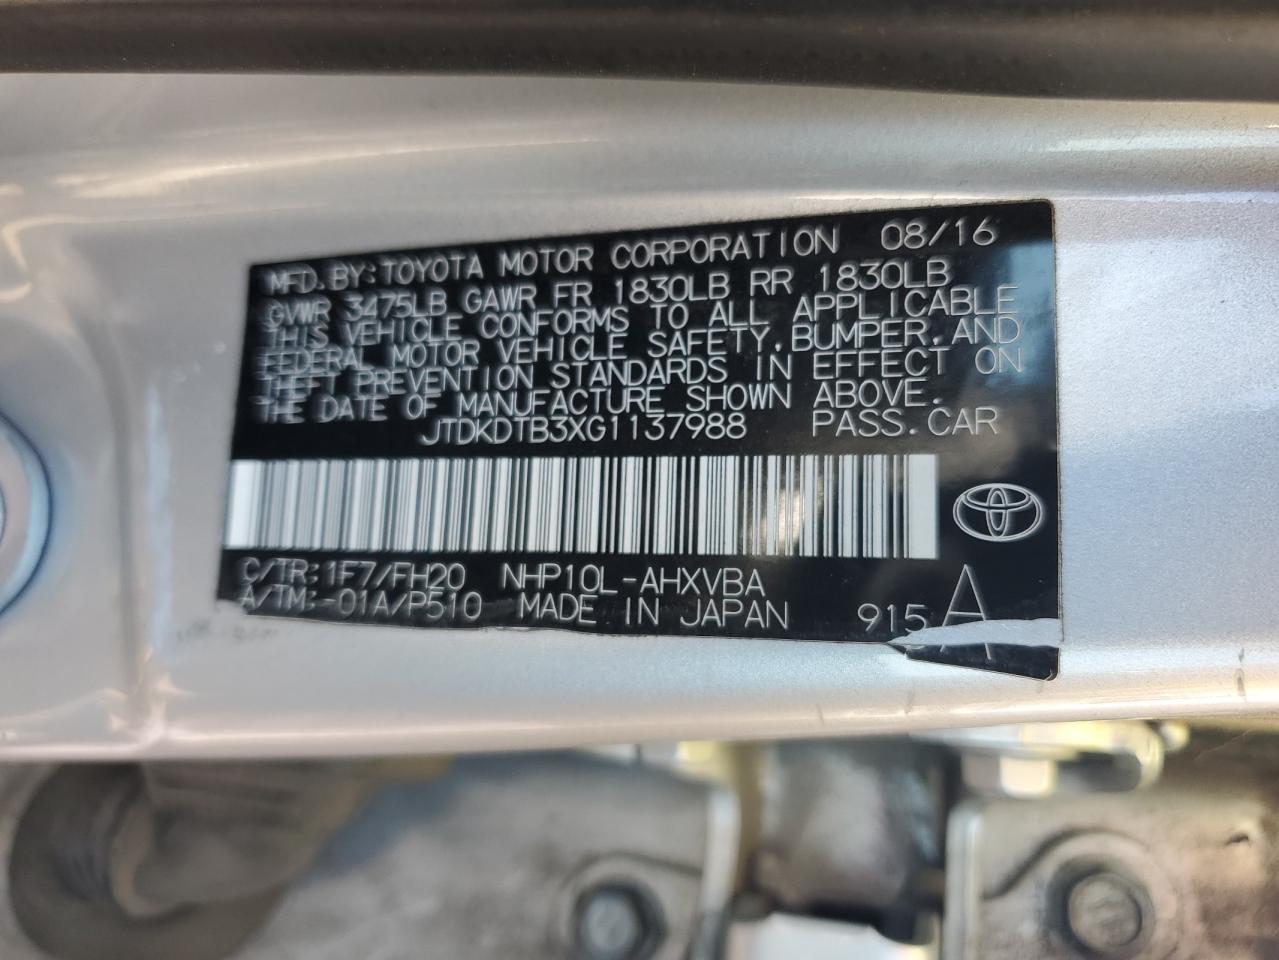 MFD.BY:TOYOTA MOTOR CORPORATION 08/16
GVWR 3475LB GAWR FR 1830LB RR 1830LB
THIS VEHICLE CONFORMS TO ALL APPLICABLE
FEDERAL MOTOR VEHICLE SAFETY,BUMPER,AND
THEFT PREVENTION STANDARDS IN EFFECT ON
THE DATE OF MANUFACTURE SHOWN ABOVE.
JTDKDTB3XG1137988 PASS.CAR
C/TR:1F7/FH20 NHP10L-AHXVBA
A/TM:-01A/P510 MADE IN JAPAN 915 A